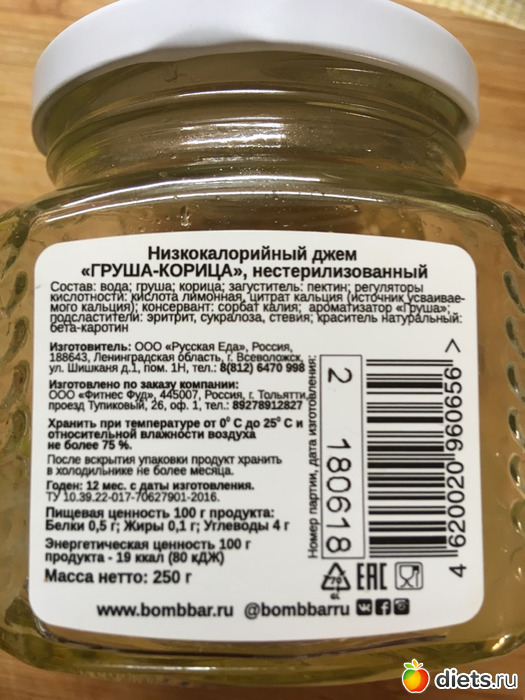 Низкокалорийный джем
«ГРУША-КОРИЦА», нестерилизованный
Состав: вода; груша; корица; загуститель: пектин; регуляторы
кислотности: кислота лимонная, цитрат кальция (источник усваивае-
мого кальция); консервант: сорбат калия; ароматизатор «Груша»;
подсластители: эритрит, сукралоза, стевия; краситель натуральный:
бета-каротин
Изготовитель: ООО «Русская Еда», Россия,
188643, Ленинградская область, г. Всеволожск,
ул. Шишканя д.1, пом. 1Н, тел.: 8(812) 6470 998
Изготовлено по заказу компании:
ООО «Фитнес Фуд», 445007, Россия, г. Тольятти,
проезд Тупиковый, 26, оф. 1, тел.: 89278912827
Хранить при температуре от 0⁰ С до 25⁰ С и
относительной влажности воздуха
не более 75 %.
После вскрытия упаковки продукт хранить
в холодильнике не более месяца.
Годен: 12 мес. с даты изготовления.
ТУ 10.39.22-017-70627901-2016.
Пищевая ценность 100 г продукта:
Белки 0,5 г; Жиры 0,1 г; Углеводы 4 г
Энергетическая ценность 100 г
продукта - 19 ккал (80 кДЖ)
Масса нетто: 250 г
Номер партии, дата изготовления:
2 180618
4 620020 960656 >
70
GL
EAC
www.bombbar.ru @bombbarru
diets.ru